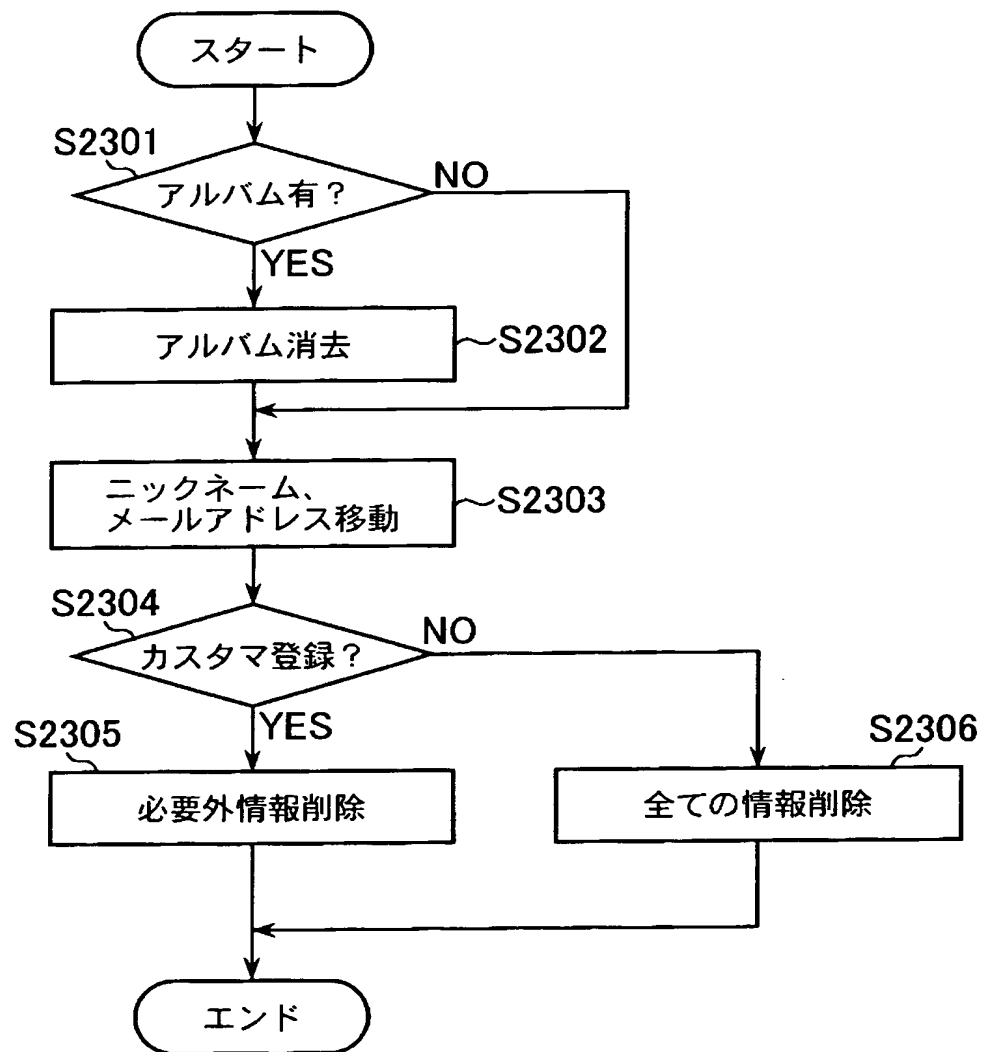 スタート
S2301
アルバム有？
NO
YES
アルバム消去
S2302
ニックネーム、
メールアドレス移動
S2303
S2304
カスタマ登録？
NO
YES
S2305
必要外情報削除
S2306
全ての情報削除
エンド